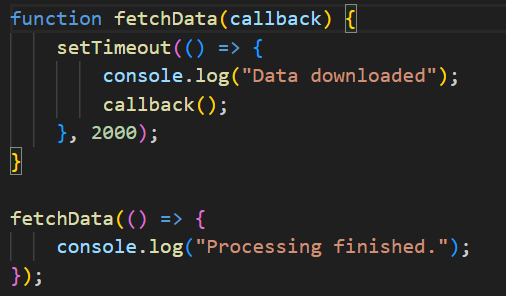 function fetchData(callback) {
    setTimeout(() => {
        console.log("Data downloaded");
        callback();
    }, 2000);
}

fetchData(() => {
    console.log("Processing finished.");
});